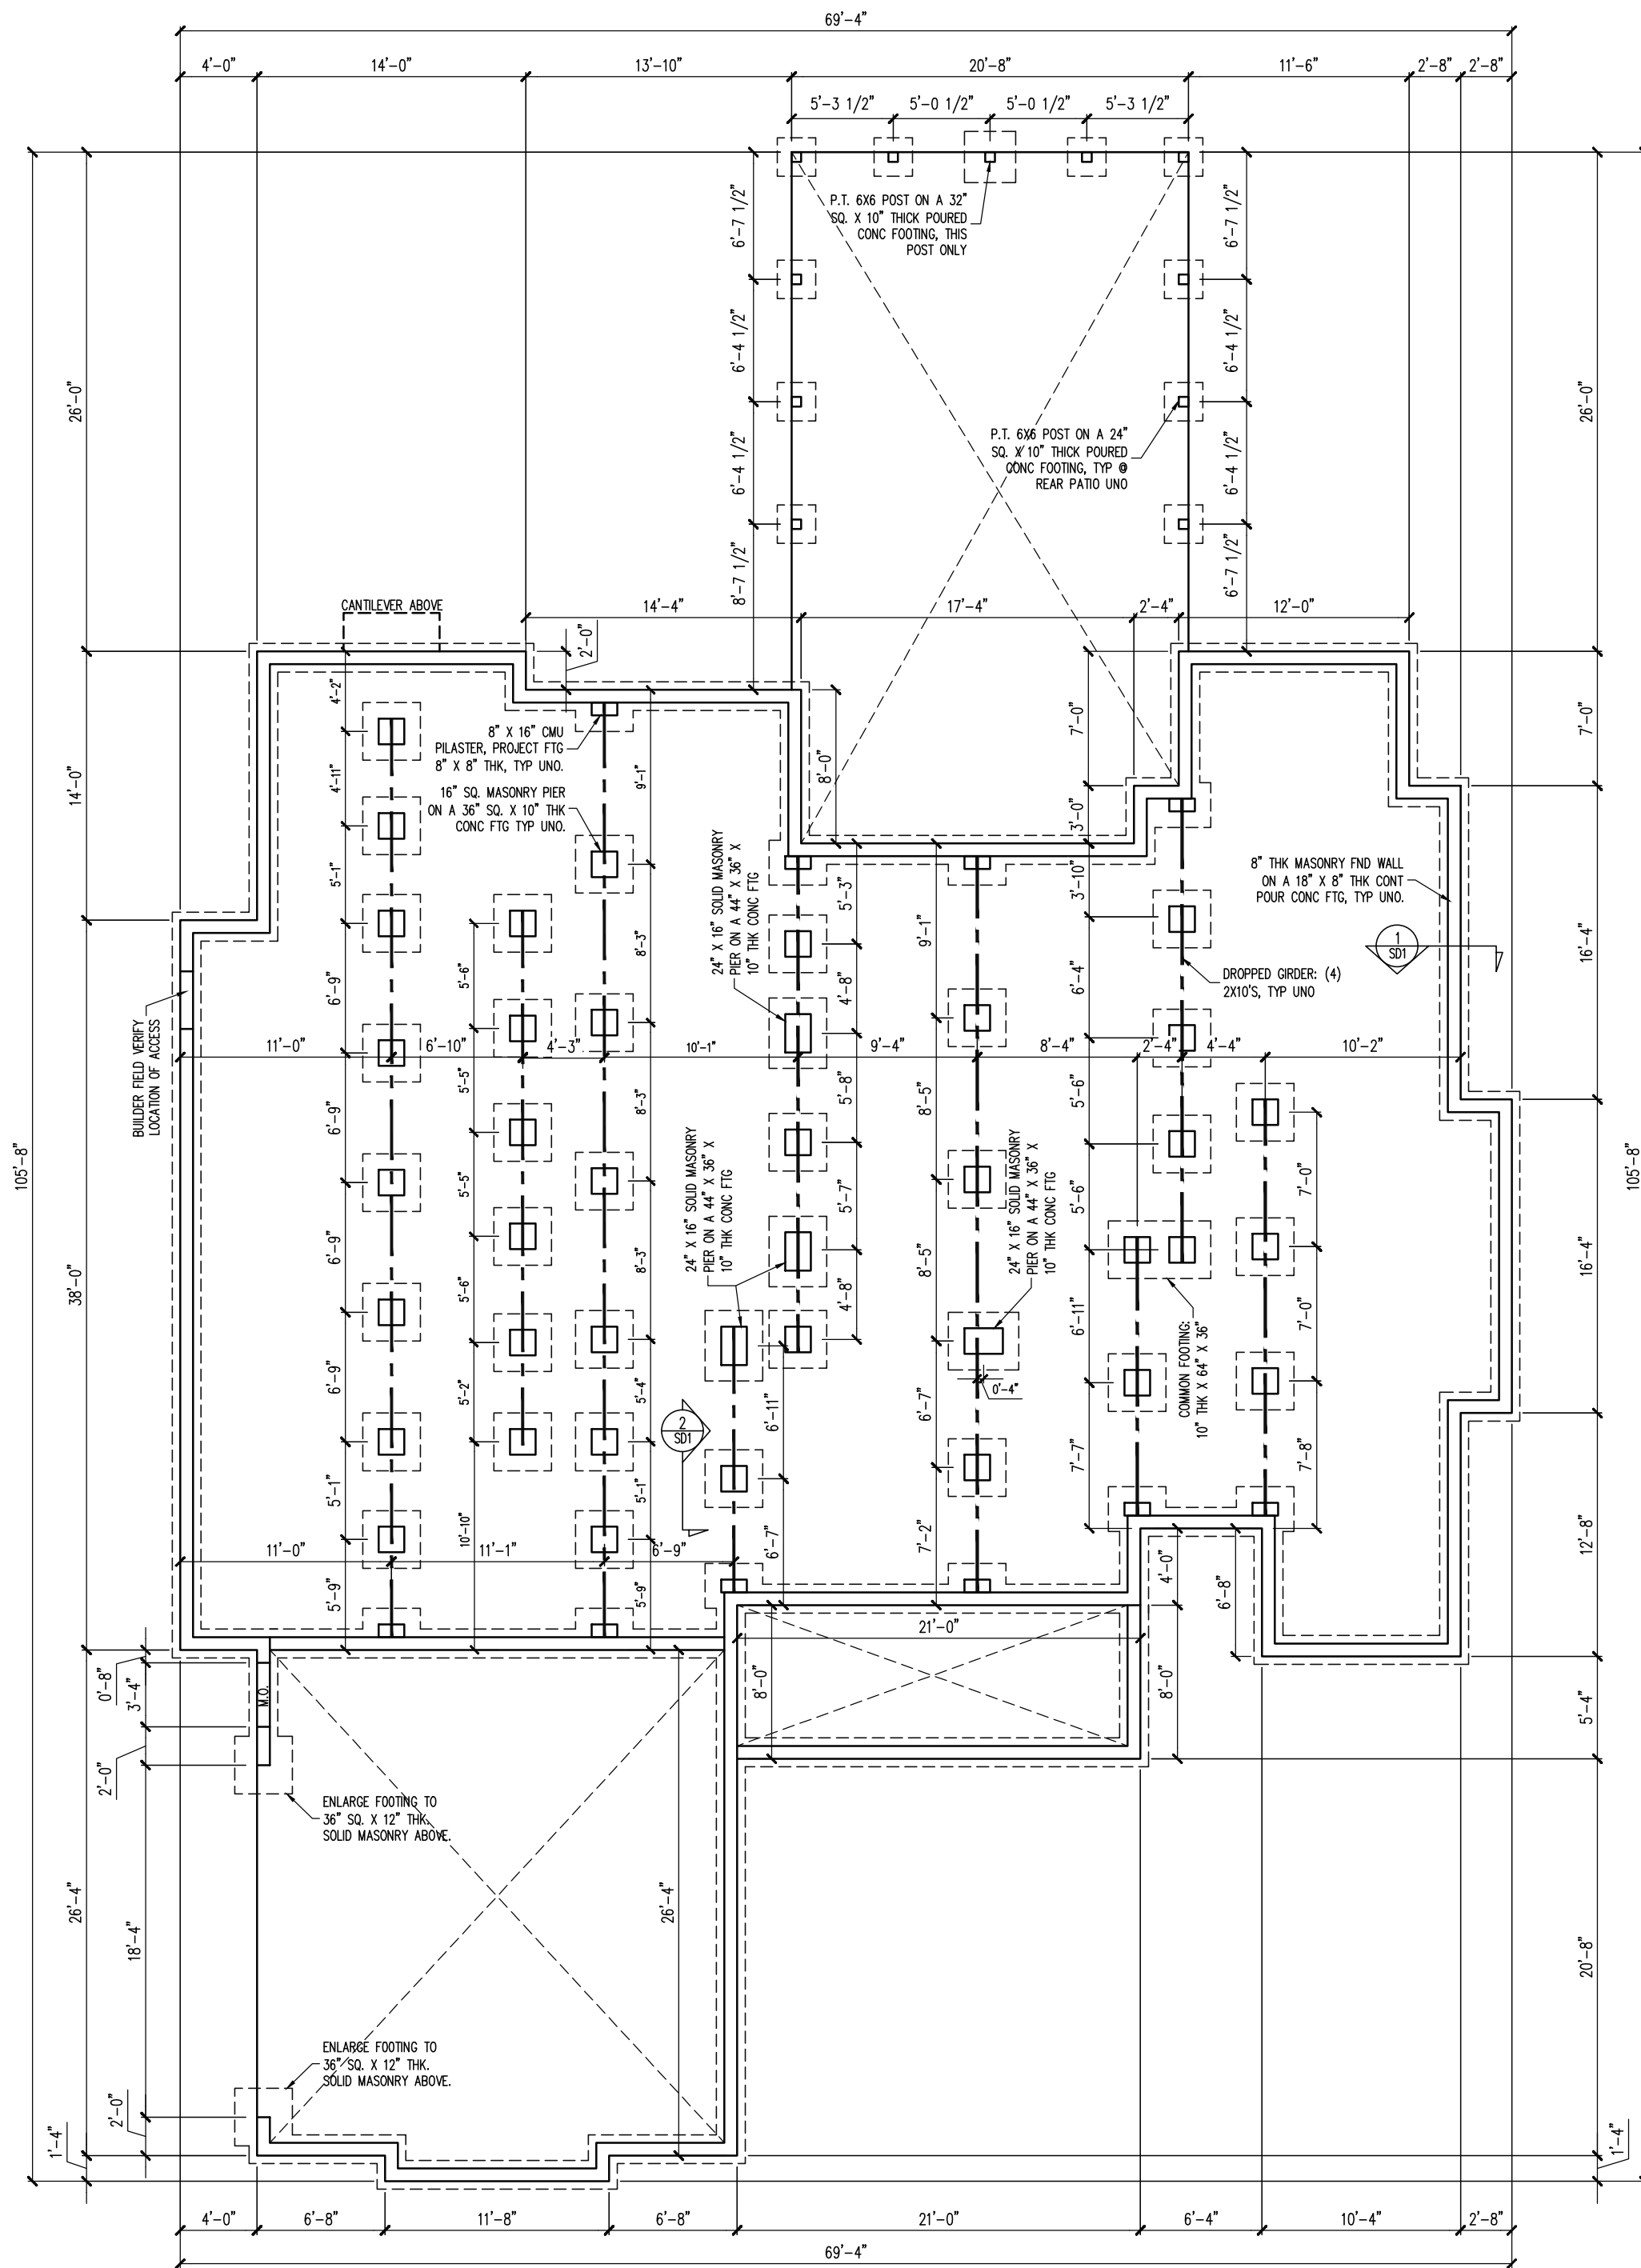 69'-4"
4'-0"
14'-0"
13'-10"
20'-8"
11'-6"
2'-8"
2'-8"
5'-3 1/2"
5'-0 1/2"
5'-0 1/2"
5'-3 1/2"
P.T. 6X6 POST ON A 32"
SQ. X 10" THICK POURED
CONC FOOTING, THIS
POST ONLY
6'-7 1/2"
6'-4 1/2"
6'-4 1/2"
8'-7 1/2"
6'-7 1/2"
6'-4 1/2"
6'-4 1/2"
6'-7 1/2"
P.T. 6X6 POST ON A 24"
SQ. X 10" THICK POURED
CONC FOOTING, TYP @
REAR PATIO UNO
105'-8"
26'-0"
14'-0"
38'-0"
26'-4"
1'-4"
26'-0"
7'-0"
16'-4"
16'-4"
12'-8"
5'-4"
20'-8"
1'-4"
105'-8"
CANTILEVER ABOVE
14'-4"
17'-4"
2'-4"
12'-0"
2'-0"
8'-0"
7'-0"
3'-0"
8" X 16" CMU
PILASTER, PROJECT FTG
8" X 8" THK, TYP UNO.
16" SQ. MASONRY PIER
ON A 36" SQ. X 10" THK
CONC FTG TYP UNO.
24" X 16" SOLID MASONRY
PIER ON A 44" X 36" X
10" THK CONC FTG
8" THK MASONRY FND WALL
ON A 18" X 8" THK CONT
POUR CONC FTG, TYP UNO.
1
SD1
DROPPED GIRDER: (4)
2X10'S, TYP UNO
BUILDER FIELD VERIFY
LOCATION OF ACCESS
4'-2"
4'-11"
5'-1"
6'-9"
6'-9"
6'-9"
6'-9"
5'-1"
5'-9"
5'-6"
5'-5"
5'-5"
5'-6"
5'-2"
10'-10"
9'-1"
8'-3"
8'-3"
8'-3"
5'-4"
5'-1"
5'-9"
5'-3"
4'-8"
5'-8"
5'-7"
4'-8"
9'-1"
8'-5"
8'-5"
6'-7"
7'-2"
3'-10"
6'-4"
5'-6"
5'-6"
6'-11"
7'-7"
7'-0"
7'-0"
7'-8"
11'-0"
6'-10"
4'-3"
10'-1"
9'-4"
8'-4"
2'-4"
4'-4"
10'-2"
24" X 16" SOLID MASONRY
PIER ON A 44" X 36" X
10" THK CONC FTG
24" X 16" SOLID MASONRY
PIER ON A 44" X 36" X
10" THK CONC FTG
COMMON FOOTING:
10" THK X 64" X 36"
0'-4"
2
SD1
6'-11"
6'-7"
11'-0"
11'-1"
6'-9"
4'-0"
6'-8"
21'-0"
8'-0"
8'-0"
0'-8"
3'-4"
2'-0"
M.O.
18'-4"
2'-0"
26'-4"
ENLARGE FOOTING TO
36" SQ. X 12" THK.
SOLID MASONRY ABOVE.
ENLARGE FOOTING TO
36" SQ. X 12" THK.
SOLID MASONRY ABOVE.
4'-0"
6'-8"
11'-8"
6'-8"
21'-0"
6'-4"
10'-4"
2'-8"
69'-4"